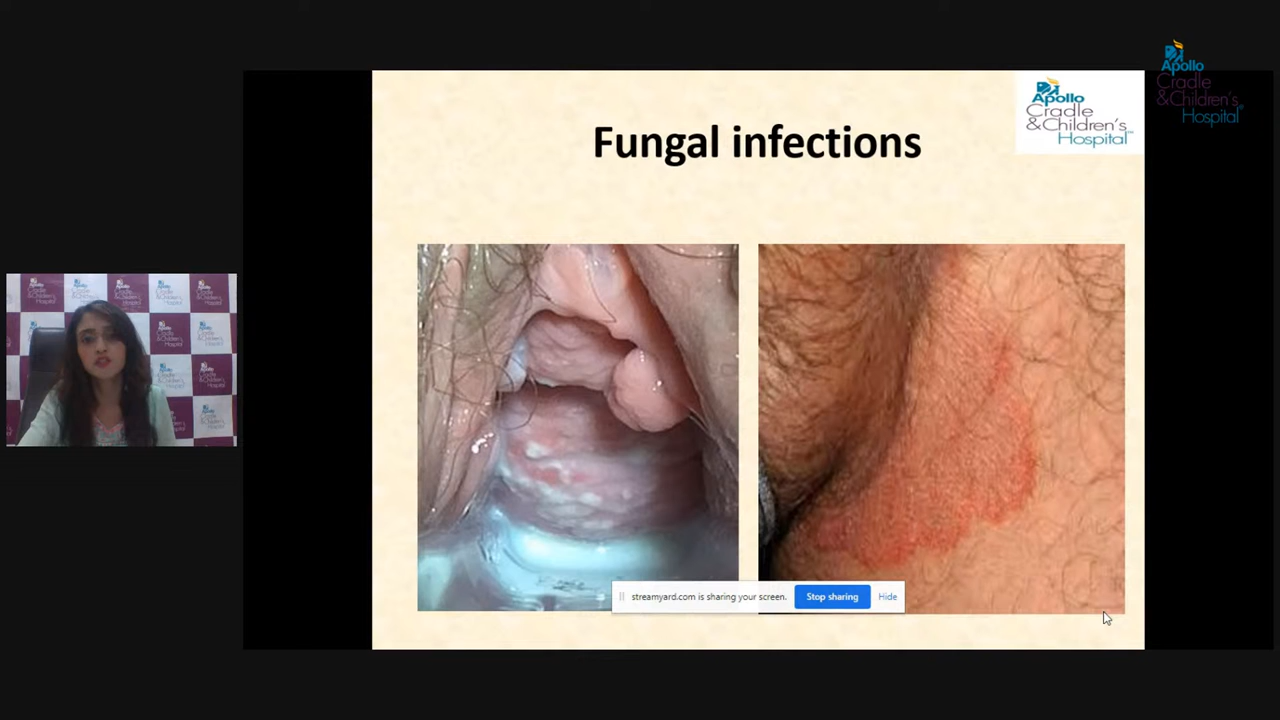 Fungal infections
Apollo
Cradle
&Children's
Hospital
Apollo
Cradle
&Children's
Hospital
streamyard.com is sharing your screen.
Stop sharing
Hide